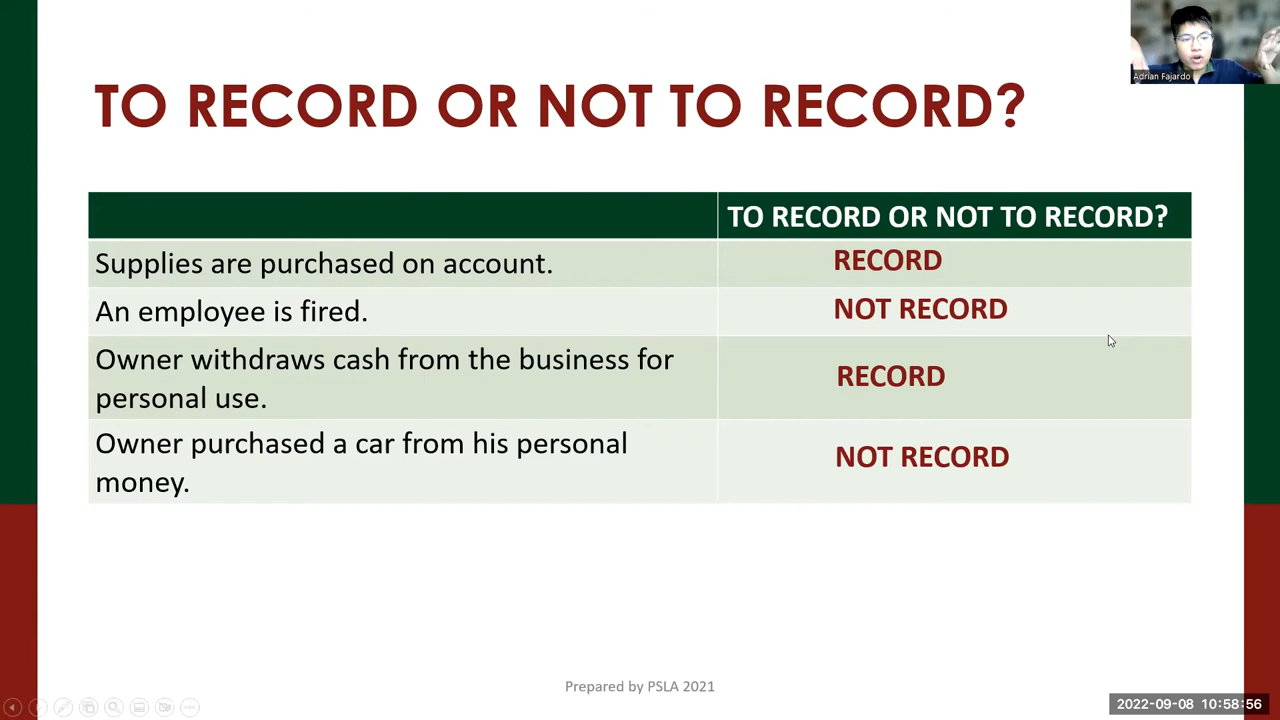 Adrian Fajardo
TO RECORD OR NOT TO RECORD?
TO RECORD OR NOT TO RECORD?
Supplies are purchased on account.
RECORD
An employee is fired.
NOT RECORD
Owner withdraws cash from the business for
personal use.
RECORD
Owner purchased a car from his personal
money.
NOT RECORD
Prepared by PSLA 2021
2022-09-08 10:58:56